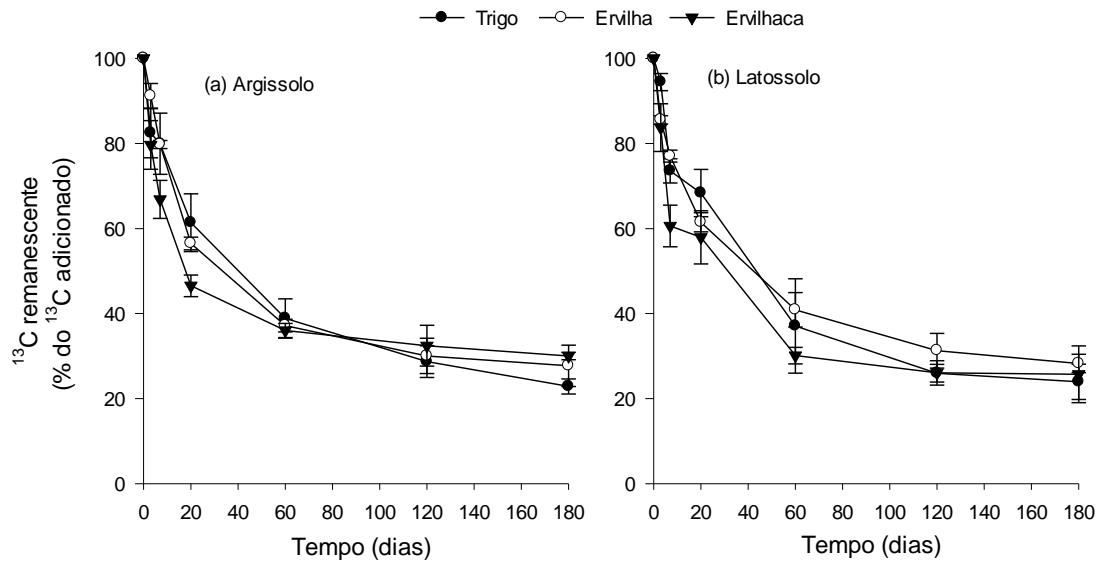 Trigo Ervilha Ervilhaca
(a) Argissolo
(b) Latossolo
¹³C remanescente
(% do ¹³C adicionado)
100
80
60
40
20
0
100
80
60
40
20
0
0 20 40 60 80 100 120 140 160 180
0 20 40 60 80 100 120 140 160 180
Tempo (dias)
Tempo (dias)